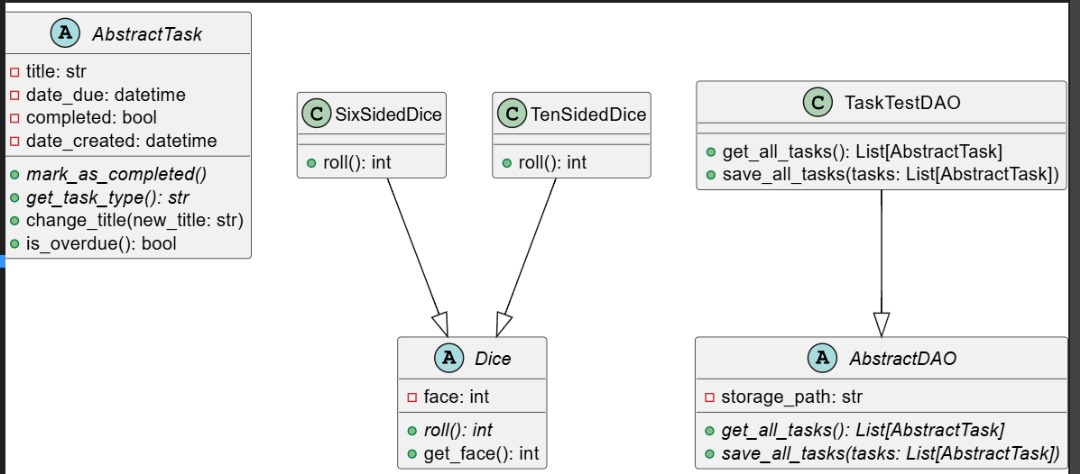 A AbstractTask
title: str
date_due: datetime
completed: bool
date_created: datetime
mark_as_completed()
get_task_type(): str
change_title(new_title: str)
is_overdue(): bool
C SixSidedDice
roll(): int
C TenSidedDice
roll(): int
C TaskTestDAO
get_all_tasks(): List[AbstractTask]
save_all_tasks(tasks: List[AbstractTask])
A Dice
face: int
roll(): int
get_face(): int
A AbstractDAO
storage_path: str
get_all_tasks(): List[AbstractTask]
save_all_tasks(tasks: List[AbstractTask])